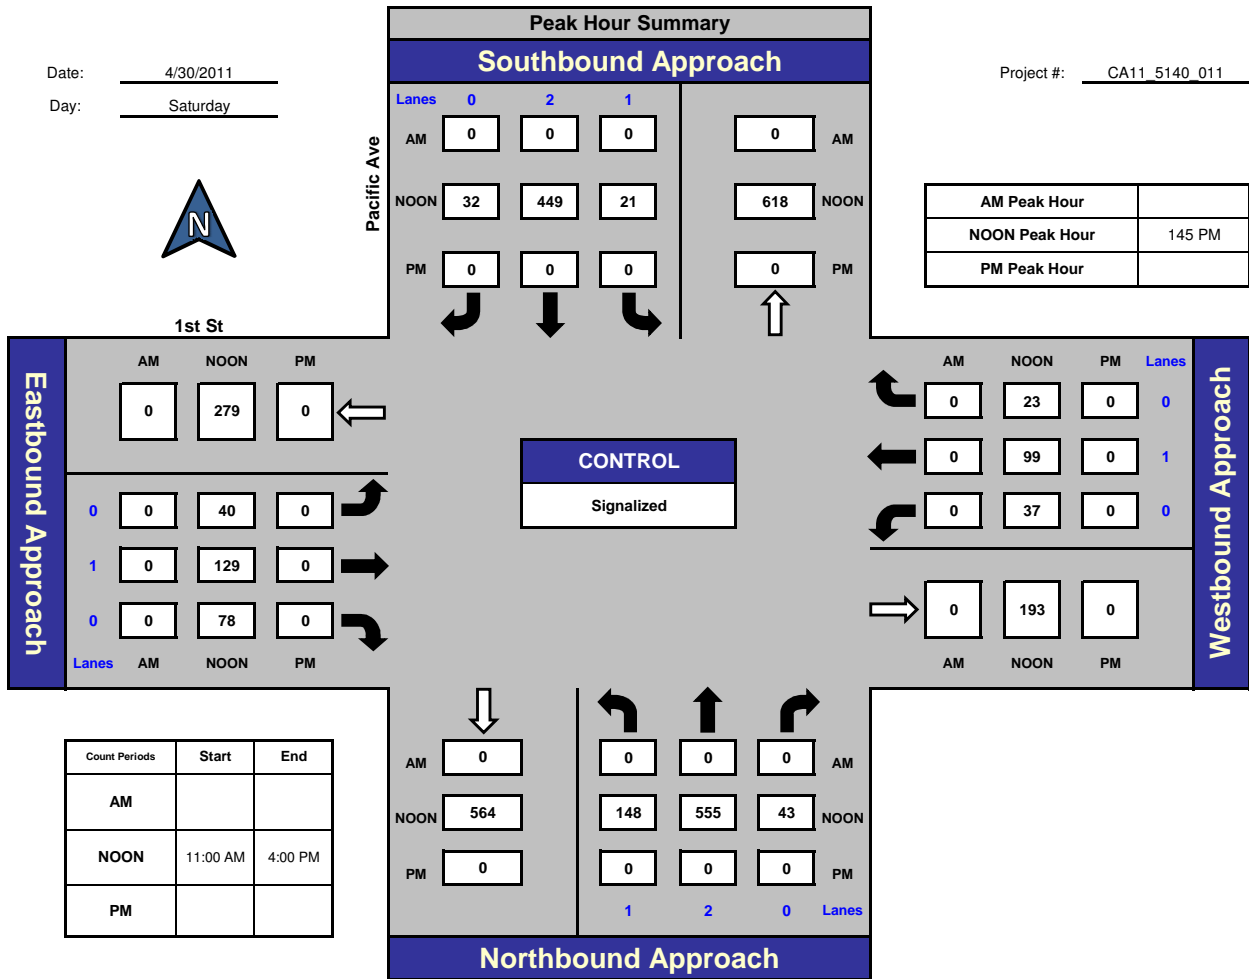 Peak Hour Summary
Southbound Approach
Date: 4/30/2011
Day: Saturday
Project #: CA11_5140_011
Lanes 0 2 1
AM 0 0 0 0 AM
NOON 32 449 21 618 NOON
PM 0 0 0 0 PM
Pacific Ave
N
AM Peak Hour
NOON Peak Hour 145 PM
PM Peak Hour
1st St
Eastbound Approach
AM NOON PM
0 279 0
0 0 40 0
1 0 129 0
0 0 78 0
Lanes AM NOON PM
CONTROL
Signalized
AM NOON PM Lanes
0 23 0 0
0 99 0 1
0 37 0 0
0 193 0
AM NOON PM
Westbound Approach
Count Periods Start End
AM
NOON 11:00 AM 4:00 PM
PM
AM 0 0 0 0 AM
NOON 564 148 555 43 NOON
PM 0 0 0 0 PM
1 2 0 Lanes
Northbound Approach